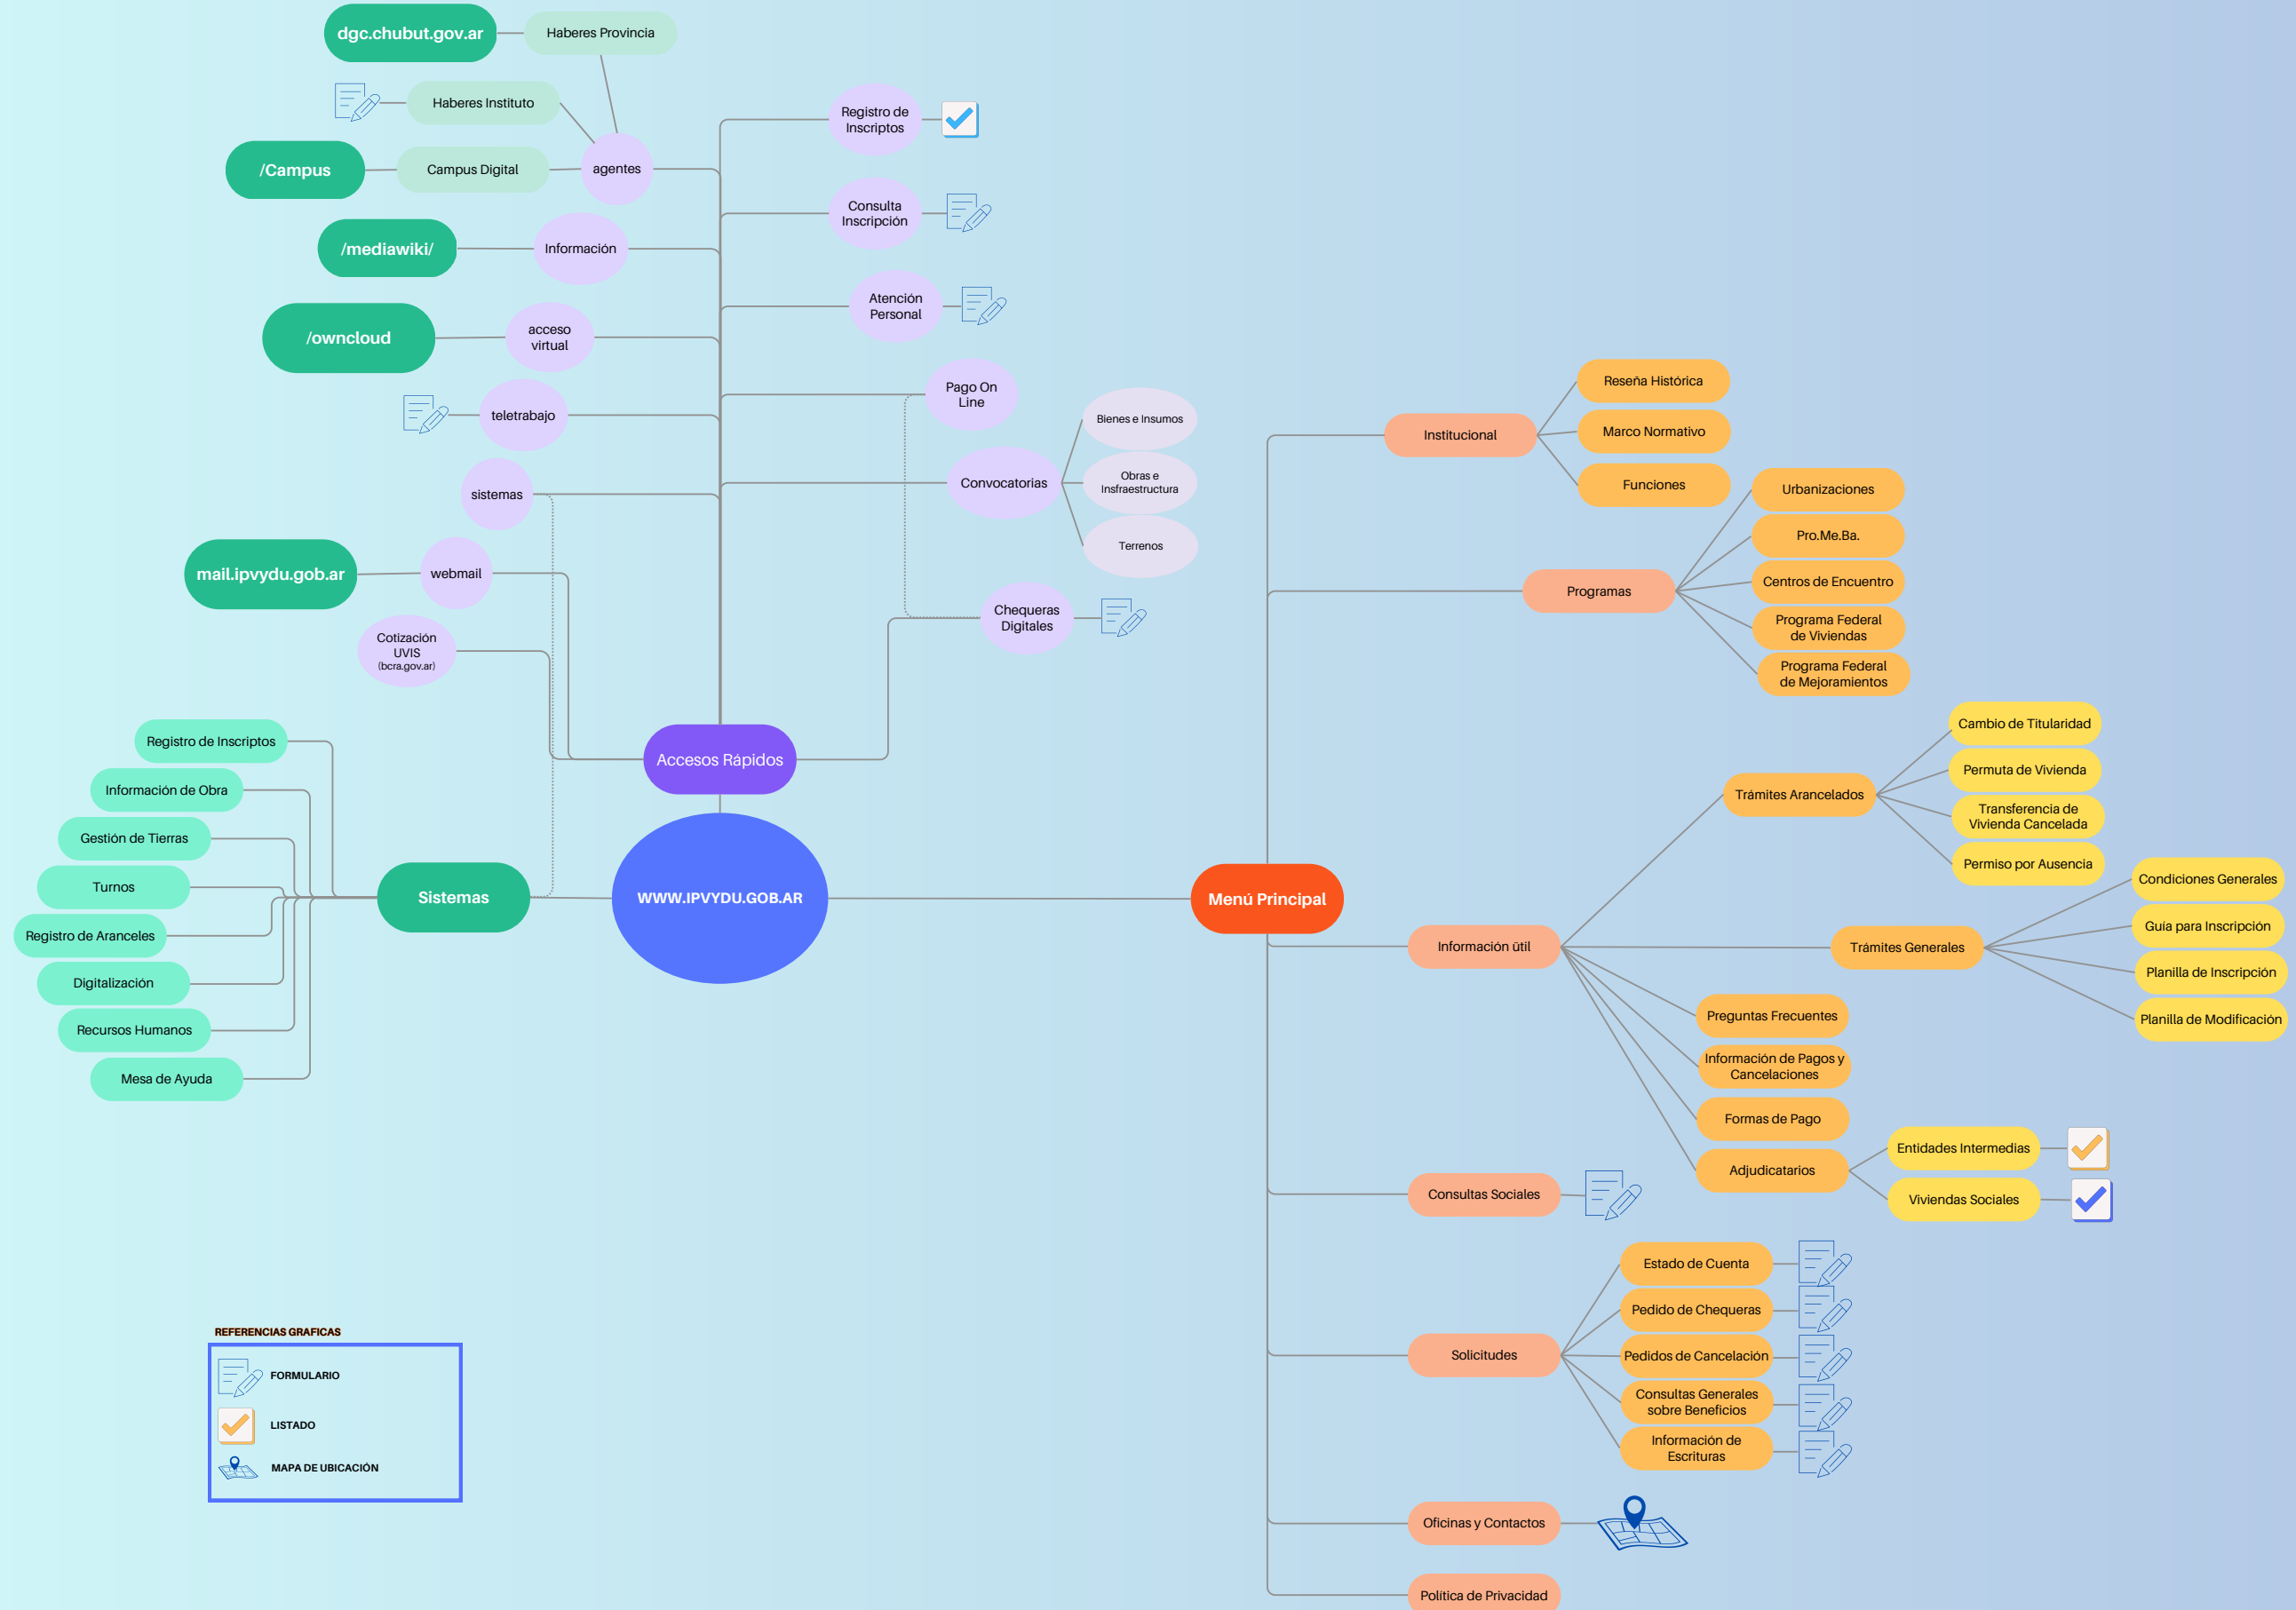 dgc.chubut.gov.ar
Haberes Provincia
Haberes Instituto
/Campus
Campus Digital
agentes
/mediawiki/
Información
/owncloud
acceso
virtual
teletrabajo
sistemas
mail.ipvydu.gob.ar
webmail
Cotización
UVIS
(bcra.gov.ar)
Registro de
Inscriptos
Consulta
Inscripción
Atención
Personal
Pago On
Line
Convocatorias
Bienes e Insumos
Obras e
Insfraestructura
Terrenos
Chequeras
Digitales
Accesos Rápidos
Registro de Inscriptos
Información de Obra
Gestión de Tierras
Turnos
Registro de Aranceles
Digitalización
Recursos Humanos
Mesa de Ayuda
Sistemas
WWW.IPVYDU.GOB.AR
Menú Principal
Institucional
Reseña Histórica
Marco Normativo
Funciones
Programas
Urbanizaciones
Pro.Me.Ba.
Centros de Encuentro
Programa Federal
de Viviendas
Programa Federal
de Mejoramientos
Información útil
Trámites Arancelados
Cambio de Titularidad
Permuta de Vivienda
Transferencia de
Vivienda Cancelada
Permiso por Ausencia
Trámites Generales
Condiciones Generales
Guia para Inscripción
Planilla de Inscripción
Planilla de Modificación
Preguntas Frecuentes
Información de Pagos y
Cancelaciones
Formas de Pago
Adjudicatarios
Entidades Intermedias
Viviendas Sociales
Consultas Sociales
Solicitudes
Estado de Cuenta
Pedido de Chequeras
Pedidos de Cancelación
Consultas Generales
sobre Beneficios
Información de
Escrituras
Oficinas y Contactos
Política de Privacidad
REFERENCIAS GRAFICAS
FORMULARIO
LISTADO
MAPA DE UBICACIÓN